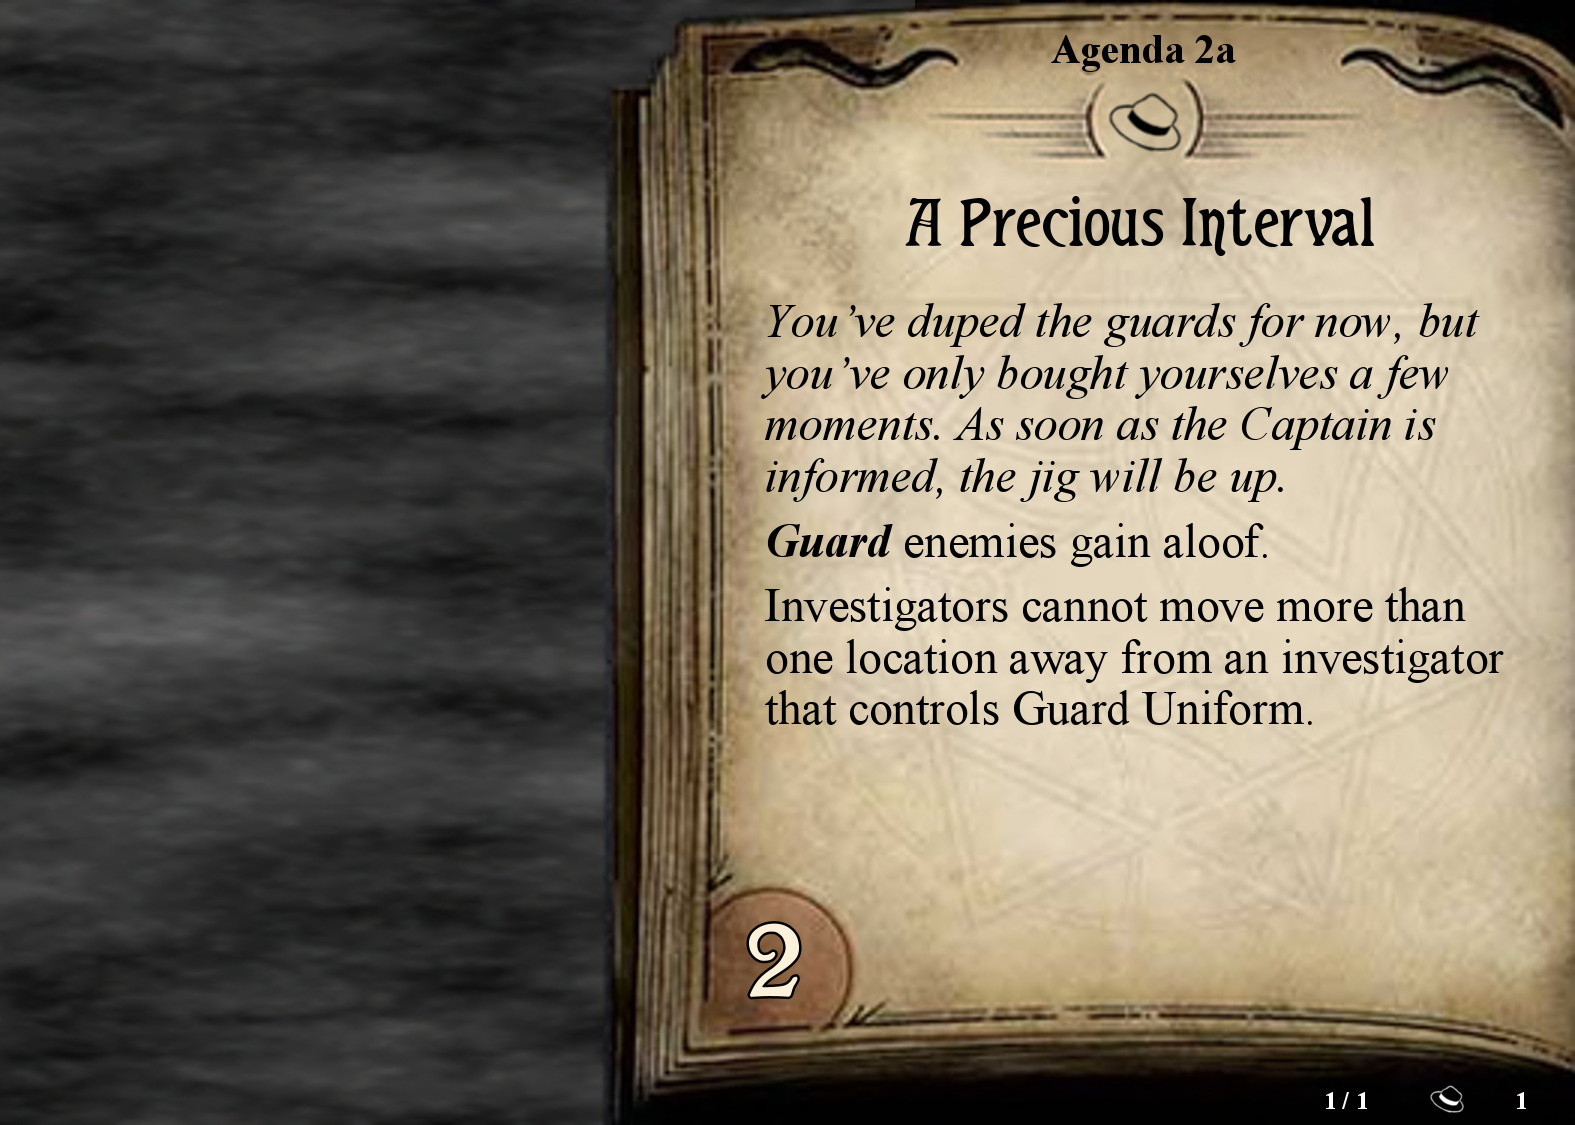 Agenda 2a
A Precious Interval
You’ve duped the guards for now, but
you’ve only bought yourselves a few
moments. As soon as the Captain is
informed, the jig will be up.
Guard enemies gain aloof.
Investigators cannot move more than
one location away from an investigator
that controls Guard Uniform.
2
1 / 1
1